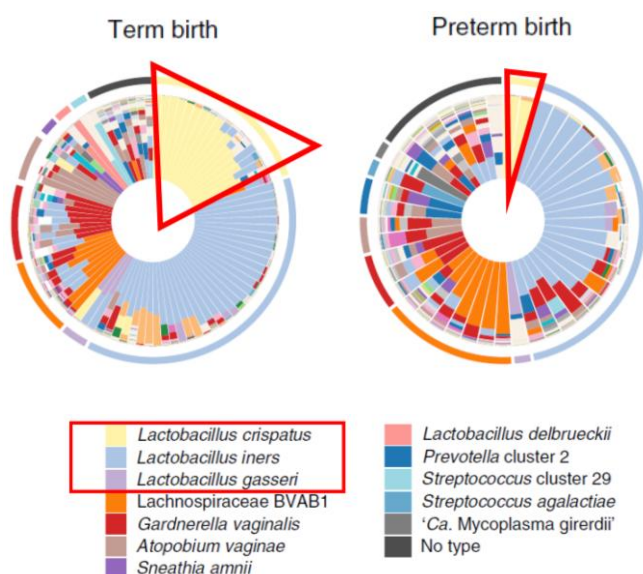 Term birth
Preterm birth
Lactobacillus crispatus
Lactobacillus iners
Lactobacillus gasseri
Lachnospiraceae BVAB1
Gardnerella vaginalis
Atopobium vaginae
Sneathia amnii
Lactobacillus delbrueckii
Prevotella cluster 2
Streptococcus cluster 29
Streptococcus agalactiae
‘Ca. Mycoplasma girerdii’
No type